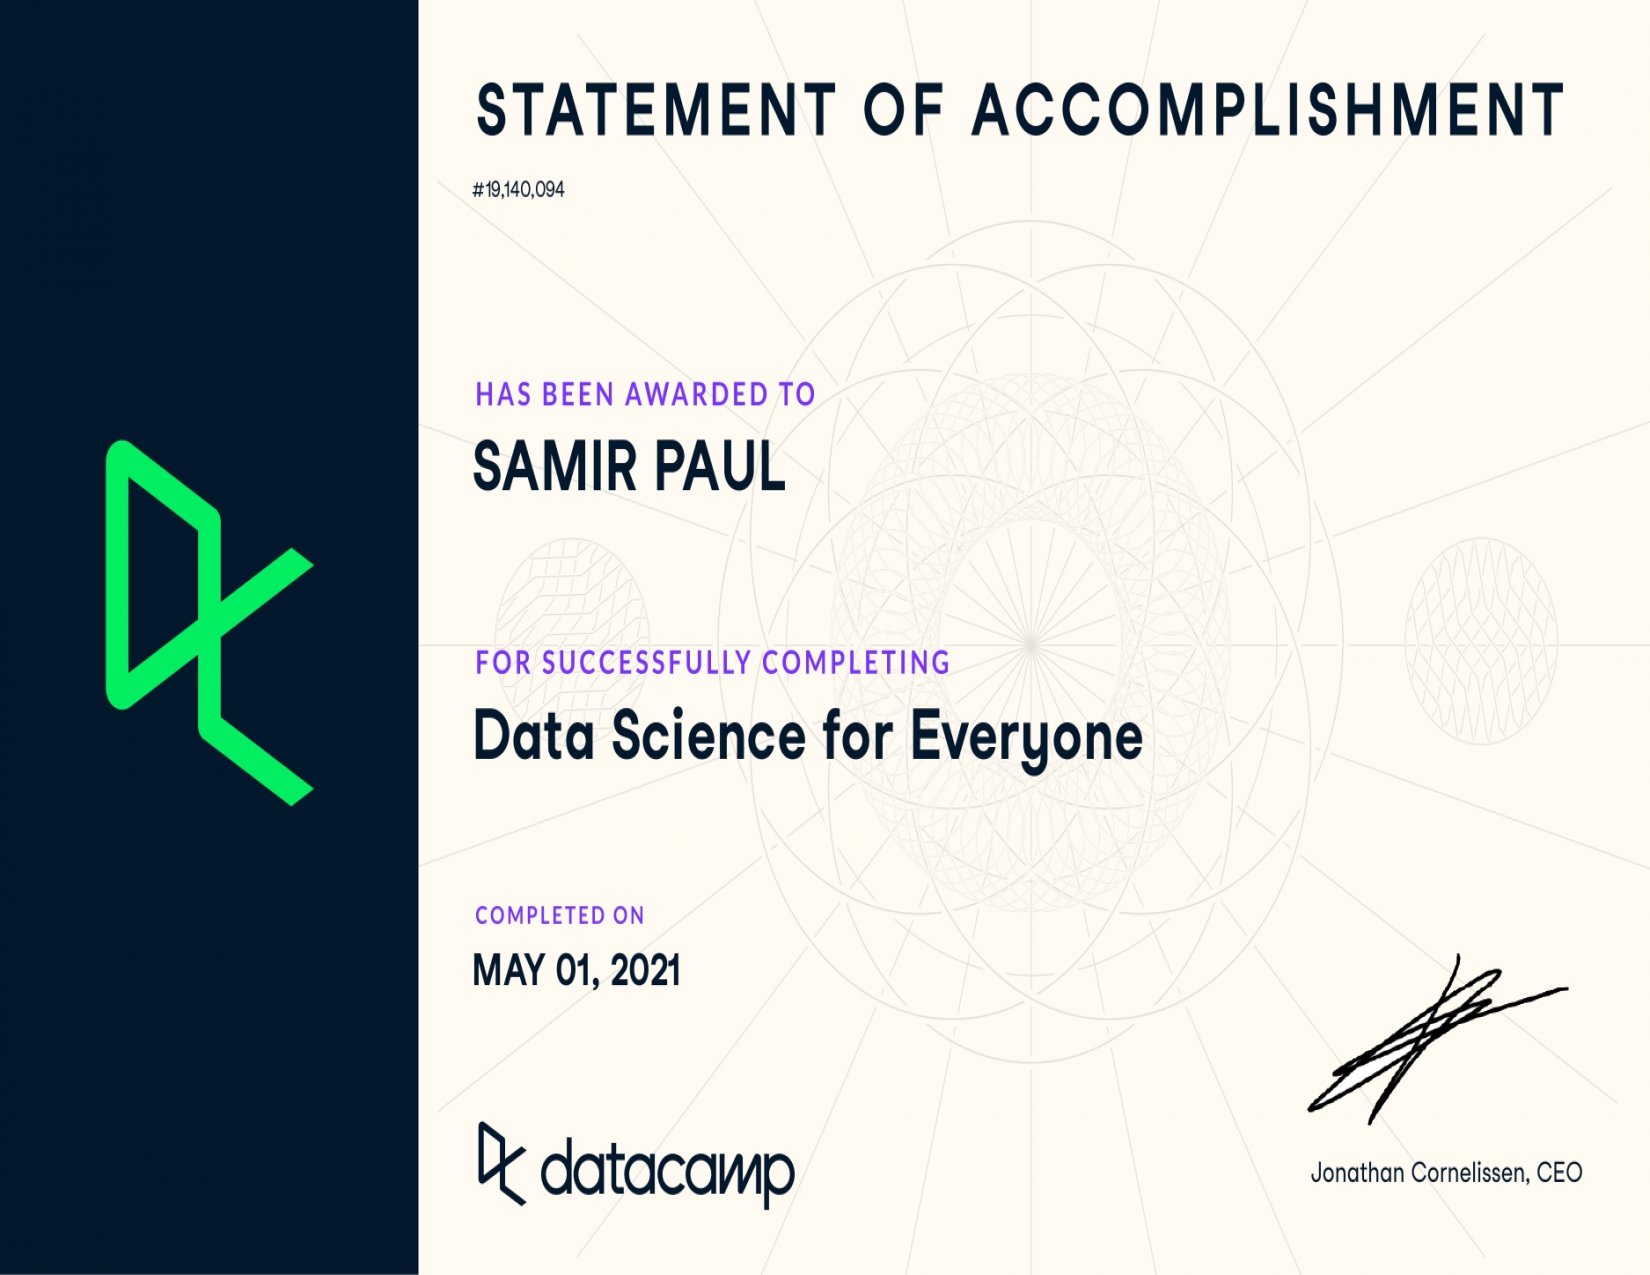 STATEMENT OF ACCOMPLISHMENT
#19,140,094
HAS BEEN AWARDED TO
SAMIR PAUL
FOR SUCCESSFULLY COMPLETING
Data Science for Everyone
COMPLETED ON
MAY 01, 2021
datacamp
Jonathan Cornelissen, CEO